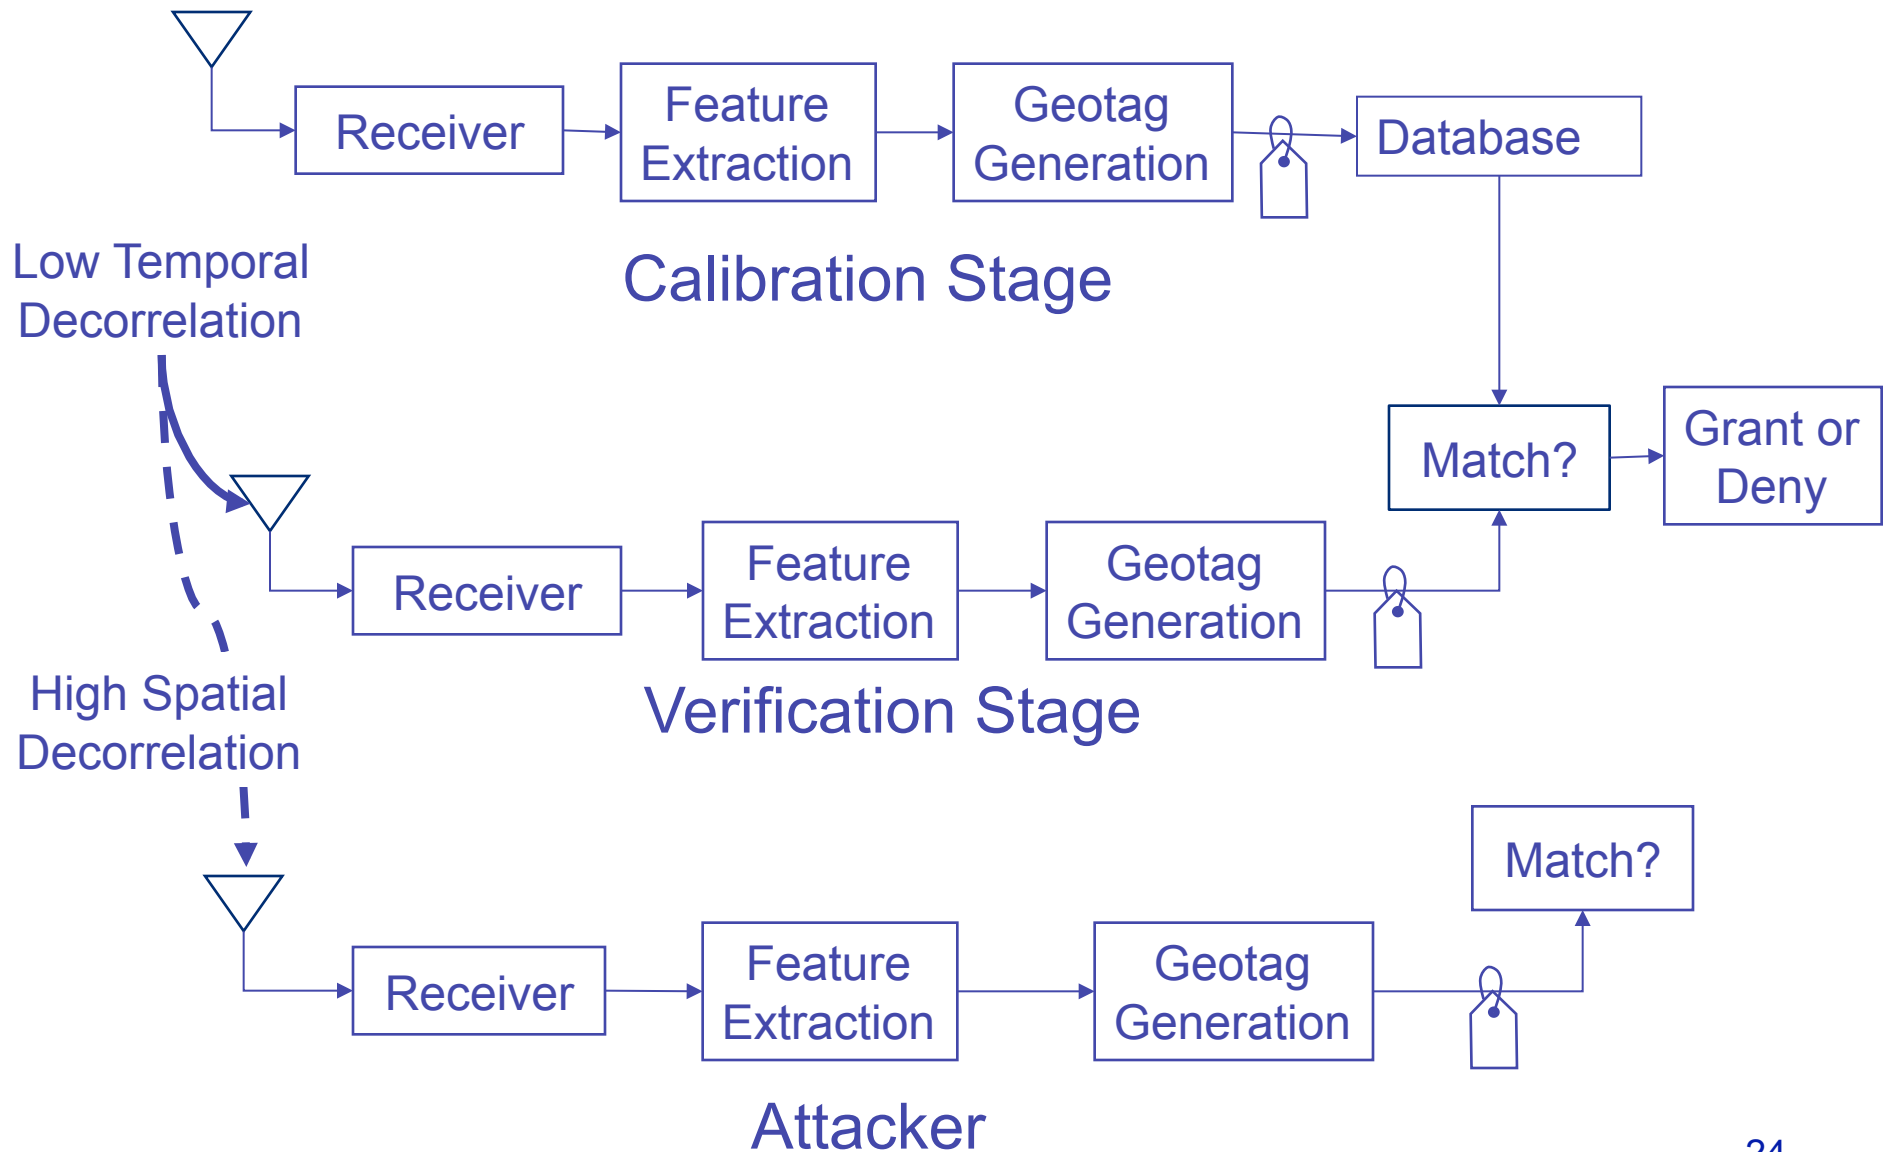 Receiver
Feature
Extraction
Geotag
Generation
Database
Calibration Stage
Low Temporal
Decorrelation
Match?
Grant or
Deny
Receiver
Feature
Extraction
Geotag
Generation
Verification Stage
High Spatial
Decorrelation
Match?
Receiver
Feature
Extraction
Geotag
Generation
Attacker
24